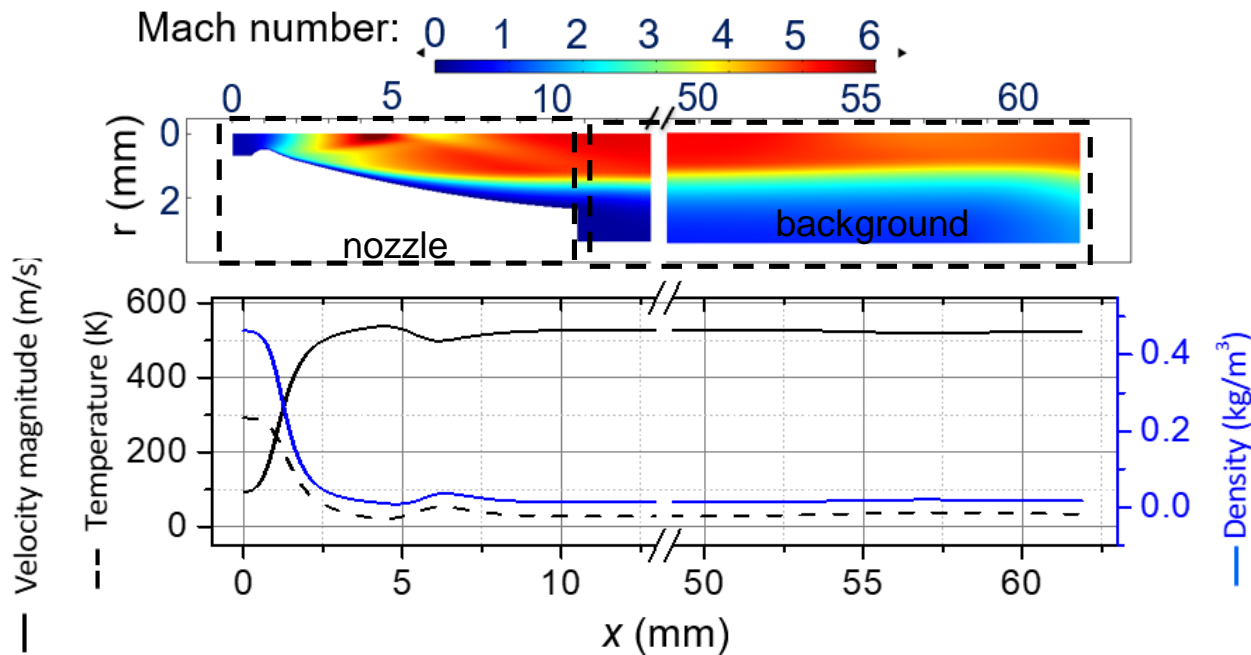 Mach number: 0 1 2 3 4 5 6
0 5 10 50 55 60
r (mm)
0
2
nozzle
background
Velocity magnitude (m/s)
Temperature (K)
600
400
200
0
0.4
0.2
0.0
Density (kg/m³)
0 5 10 50 55 60
x (mm)